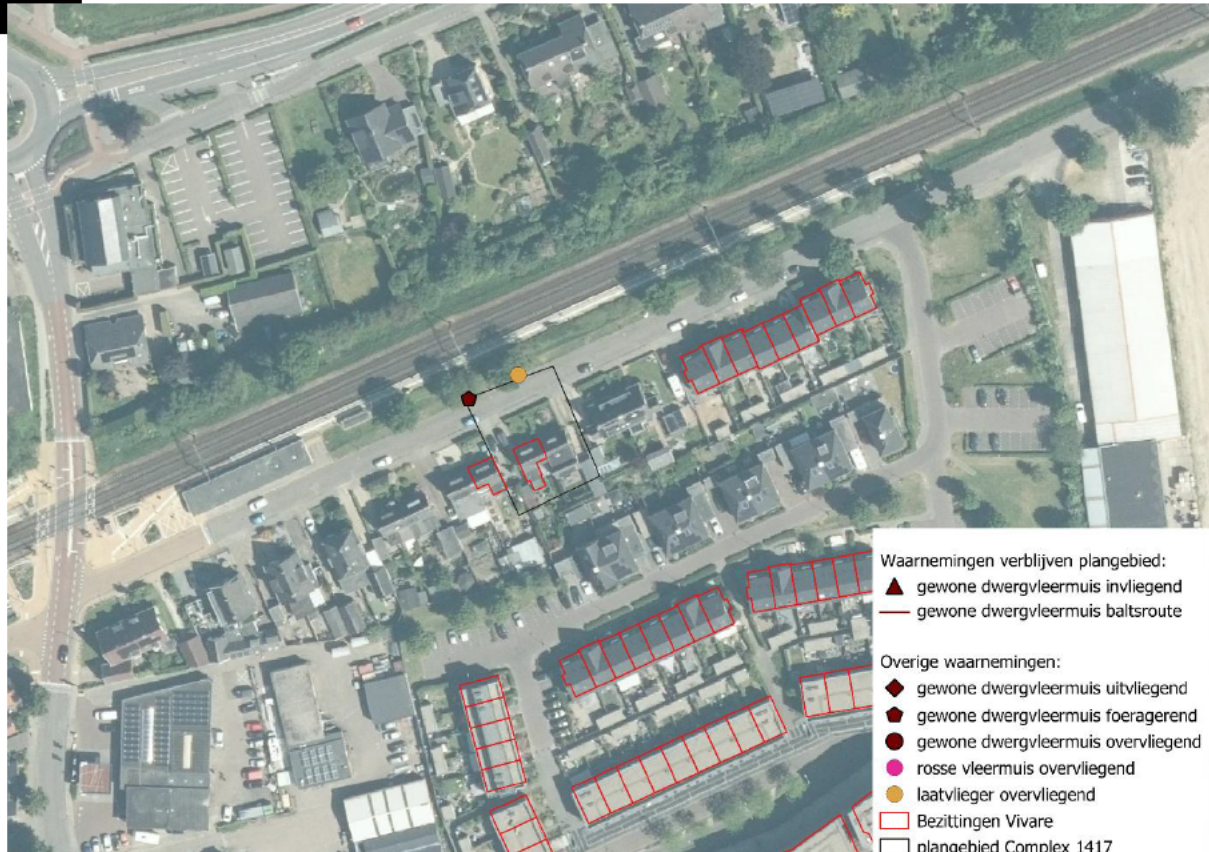 Waarnemingen verblijven plangebied:
gewone dwergvleermuis invliegend
gewone dwergvleermuis baltsroute
Overige waarnemingen:
gewone dwergvleermuis uitvliegend
gewone dwergvleermuis foeragerend
gewone dwergvleermuis overvliegend
rosse vleermuis overvliegend
laatvlieger overvliegend
Bezittingen Vivare
plangebied Complex 1417